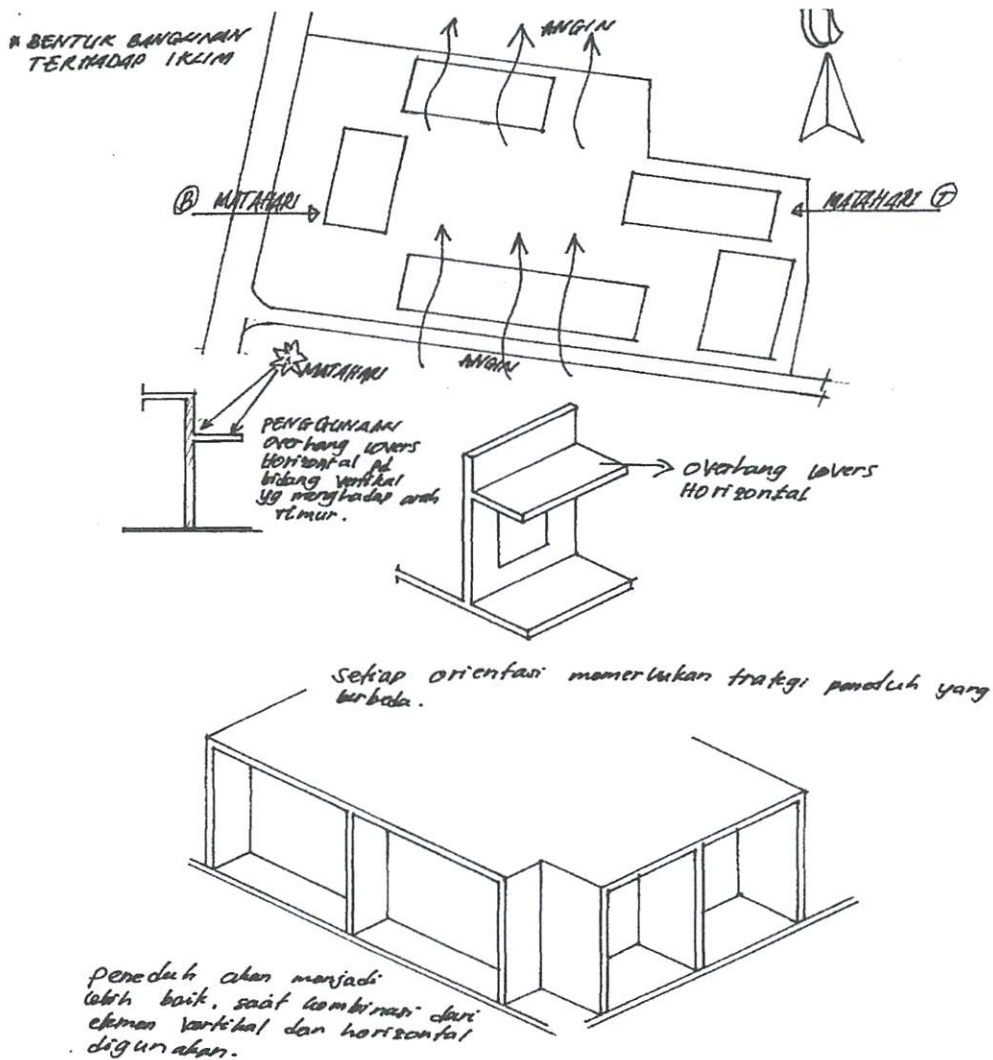 * BENTUK BANGUNAN
TERHADAP IKLIM
ANGIN
U
Ⓑ MATAHARI
MATAHARI Ⓣ
ANGIN
MATAHARI
PENGGUNAAN
Overhang lovers
Horizontal pd
bidang vertikal
yg menghadap arah
Timur.
Overhang lovers
Horizontal
Setiap orientasi memerlukan trategi peneduh yang
berbeda.
Peneduh akan menjadi
lebih baik, saat kombinasi dari
elemen vertikal dan horizontal
digunakan.